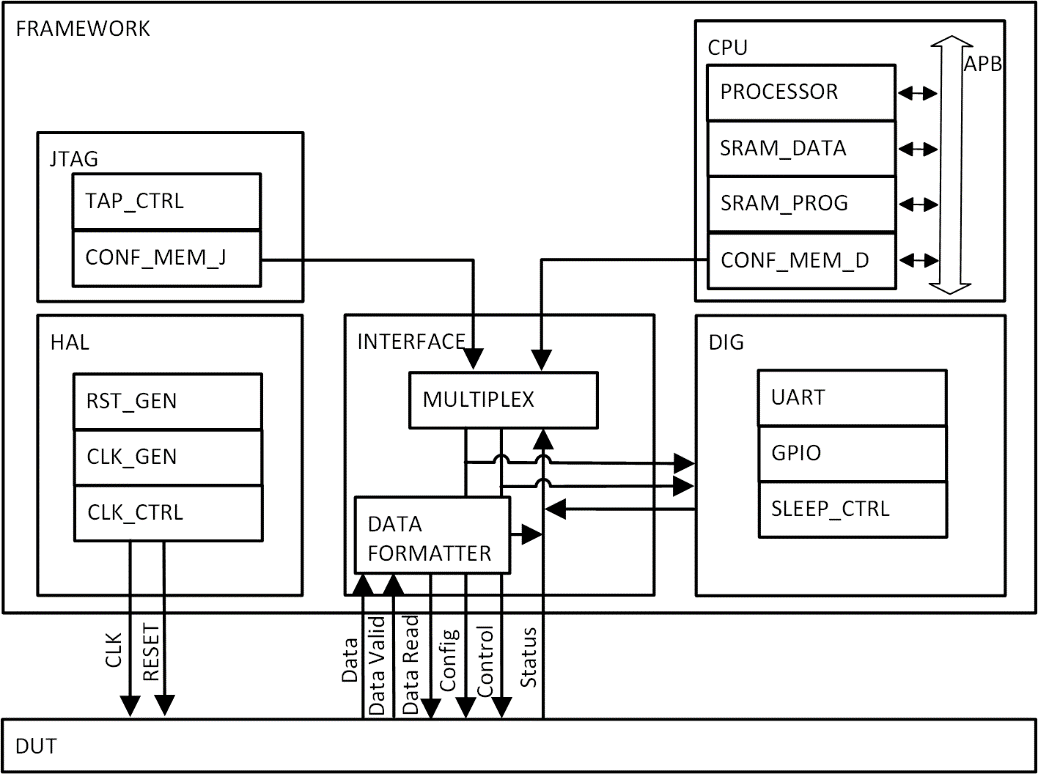 FRAMEWORK
CPU
APB
PROCESSOR
SRAM_DATA
SRAM_PROG
CONF_MEM_D
JTAG
TAP_CTRL
CONF_MEM_J
HAL
RST_GEN
CLK_GEN
CLK_CTRL
INTERFACE
MULTIPLEX
DATA
FORMATTER
DIG
UART
GPIO
SLEEP_CTRL
CLK
RESET
Data
Data Valid
Data Read
Config
Control
Status
DUT